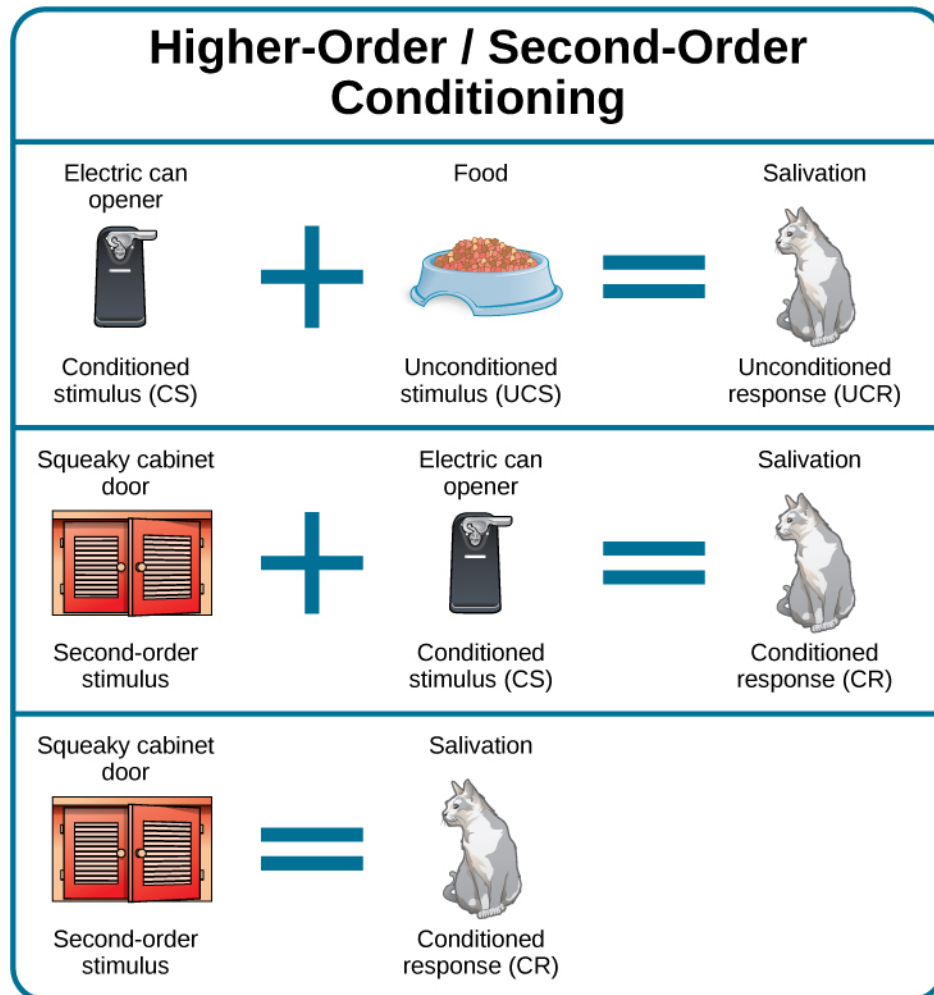 Higher-Order / Second-Order
Conditioning
Electric can
opener
Food
Salivation
Conditioned
stimulus (CS)
Unconditioned
stimulus (UCS)
Unconditioned
response (UCR)
Squeaky cabinet
door
Electric can
opener
Salivation
Second-order
stimulus
Conditioned
stimulus (CS)
Conditioned
response (CR)
Squeaky cabinet
door
Salivation
Second-order
stimulus
Conditioned
response (CR)